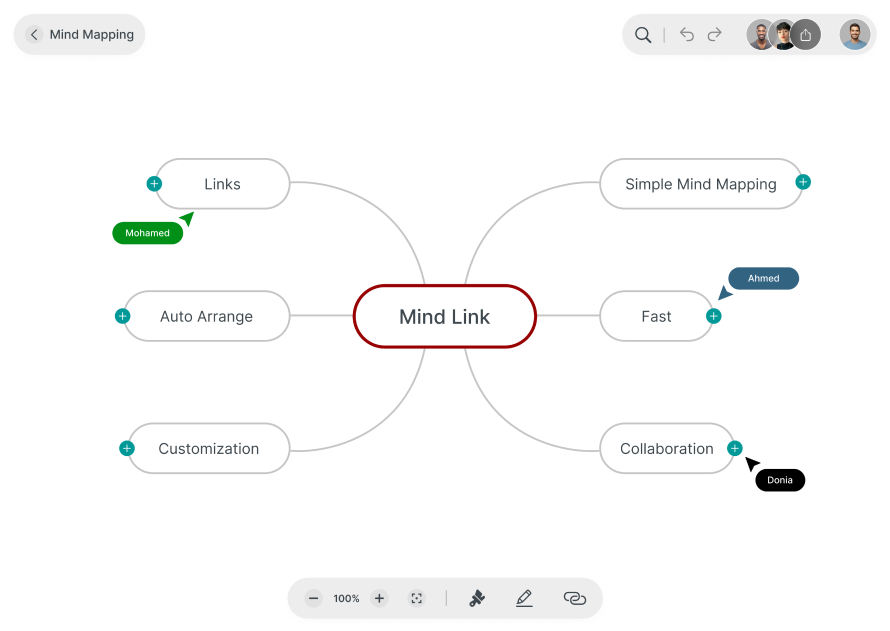 Mind Mapping
Links
Simple Mind Mapping
Mohamed
Ahmed
Auto Arrange
Mind Link
Fast
Customization
Collaboration
Donia
100%